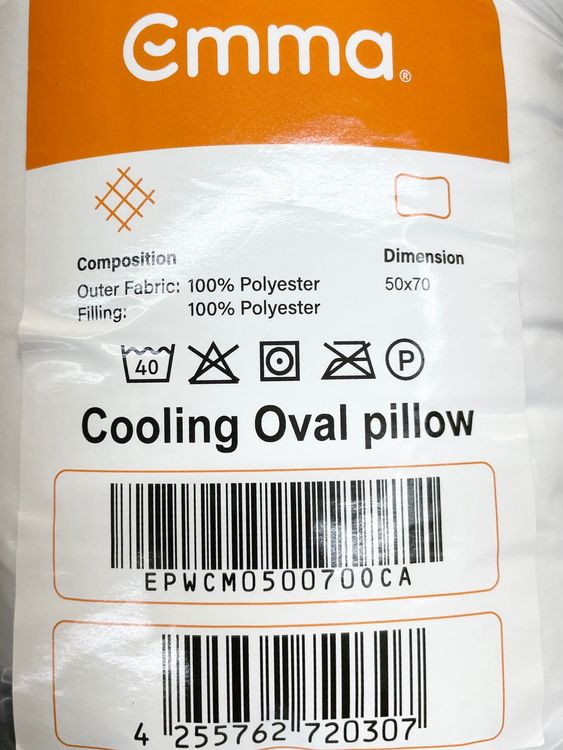 emma®
Composition
Dimension
Outer Fabric: 100% Polyester
50x70
Filling: 100% Polyester
40 P
Cooling Oval pillow
EPWCM0500700CA
4 255762 720307